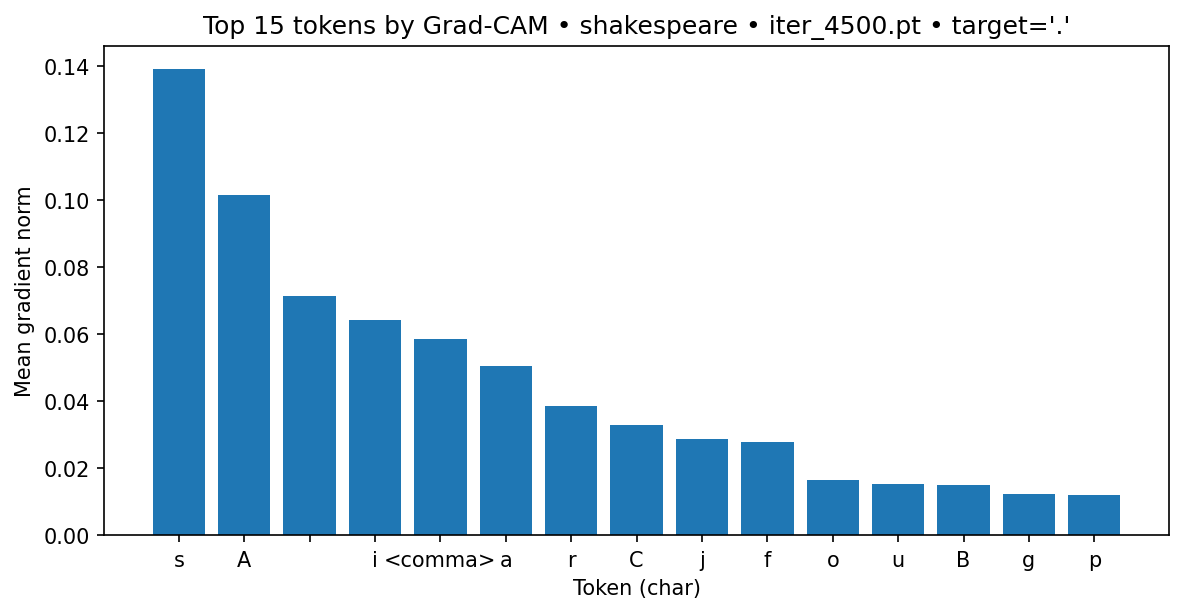 Top 15 tokens by Grad-CAM • shakespeare • iter_4500.pt • target='.'
0.14
0.12
0.10
0.08
0.06
0.04
0.02
0.00
Mean gradient norm
s A i <comma> a r C j f o u B g p
Token (char)